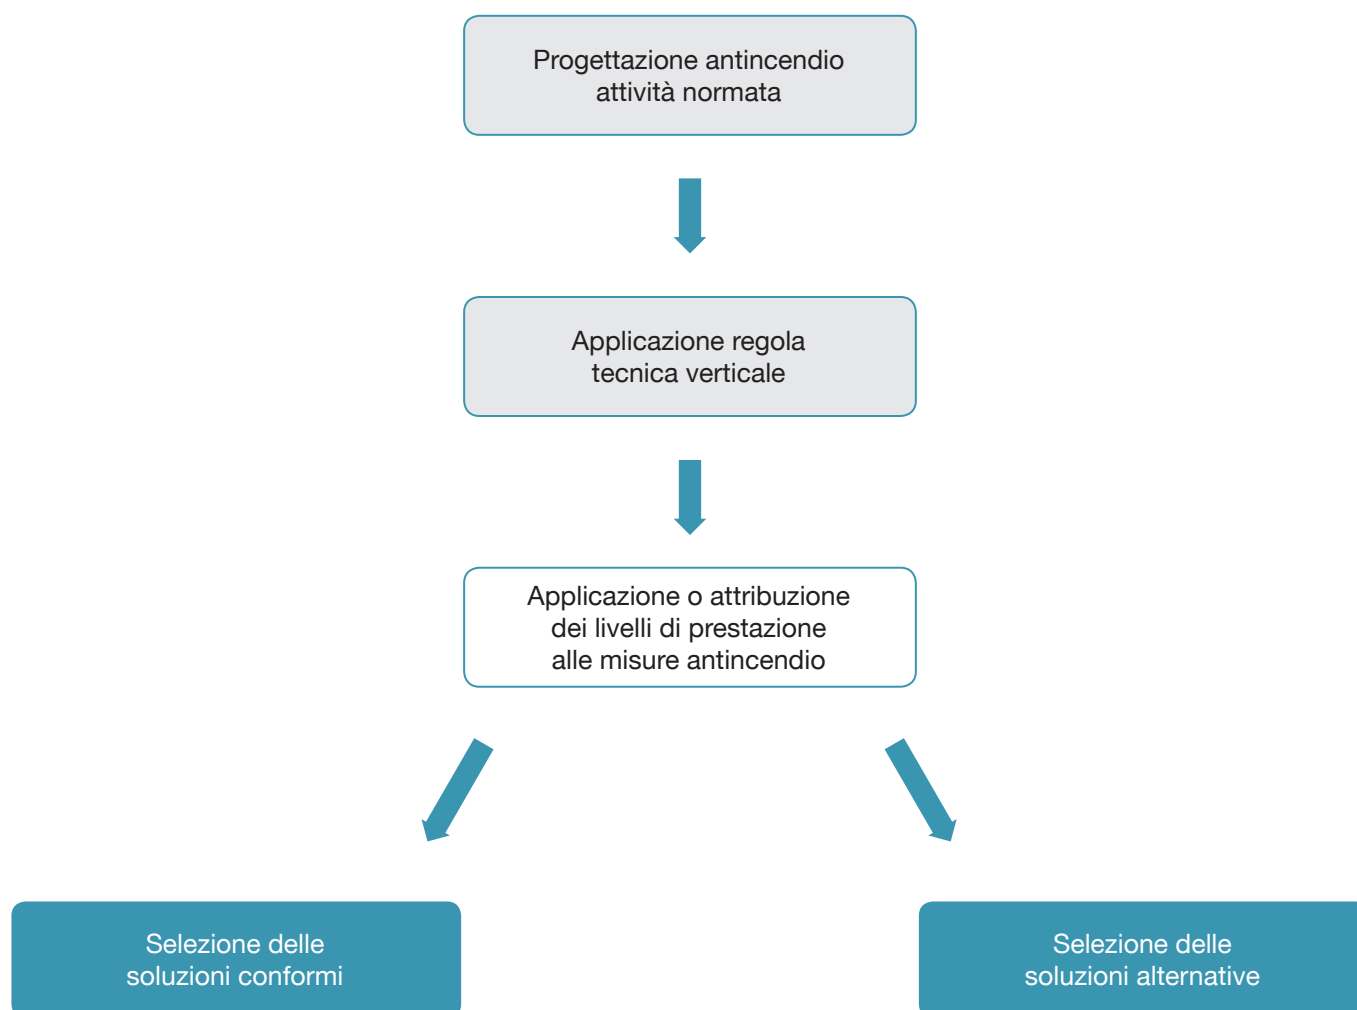 Progettazione antincendio
attività normata
Applicazione regola
tecnica verticale
Applicazione o attribuzione
dei livelli di prestazione
alle misure antincendio
Selezione delle
soluzioni conformi
Selezione delle
soluzioni alternative